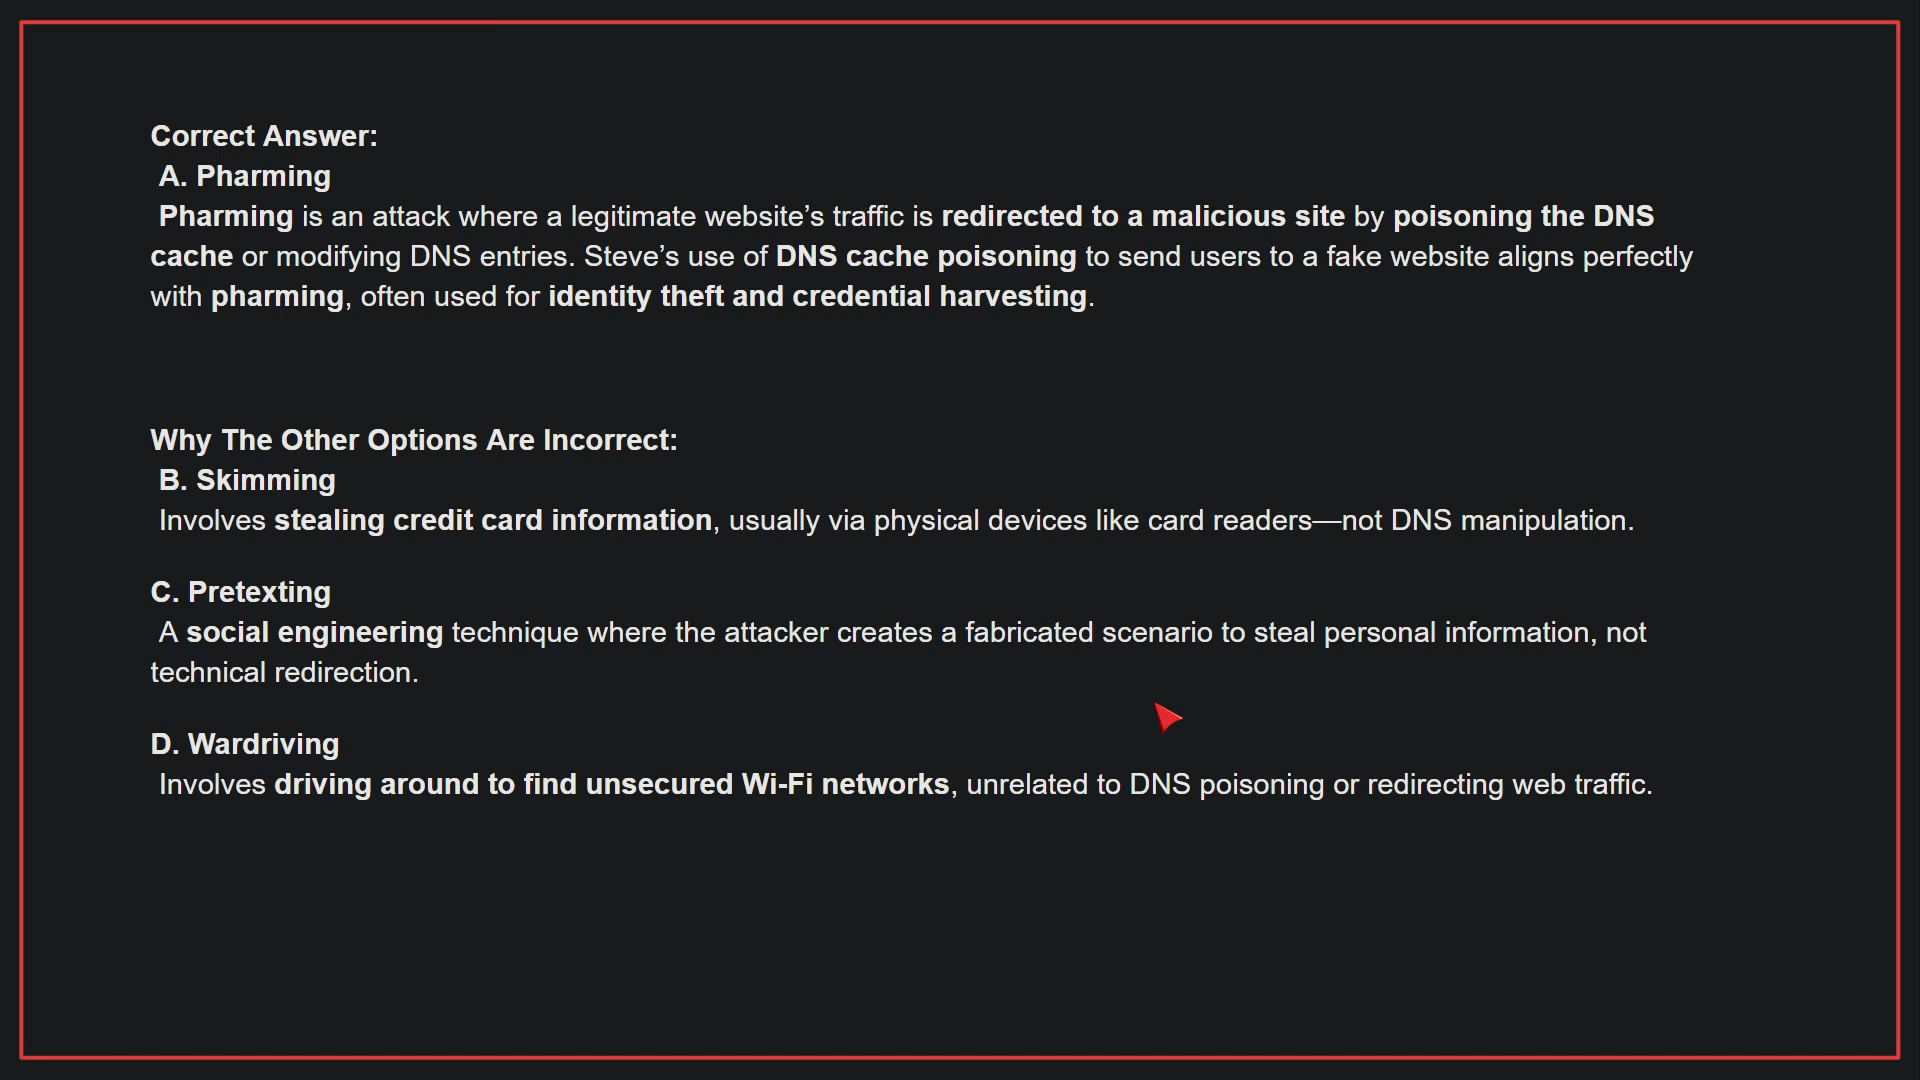 Correct Answer:
A. Pharming
Pharming is an attack where a legitimate website’s traffic is redirected to a malicious site by poisoning the DNS
cache or modifying DNS entries. Steve’s use of DNS cache poisoning to send users to a fake website aligns perfectly
with pharming, often used for identity theft and credential harvesting.
Why The Other Options Are Incorrect:
B. Skimming
Involves stealing credit card information, usually via physical devices like card readers—not DNS manipulation.
C. Pretexting
A social engineering technique where the attacker creates a fabricated scenario to steal personal information, not
technical redirection.
D. Wardriving
Involves driving around to find unsecured Wi-Fi networks, unrelated to DNS poisoning or redirecting web traffic.